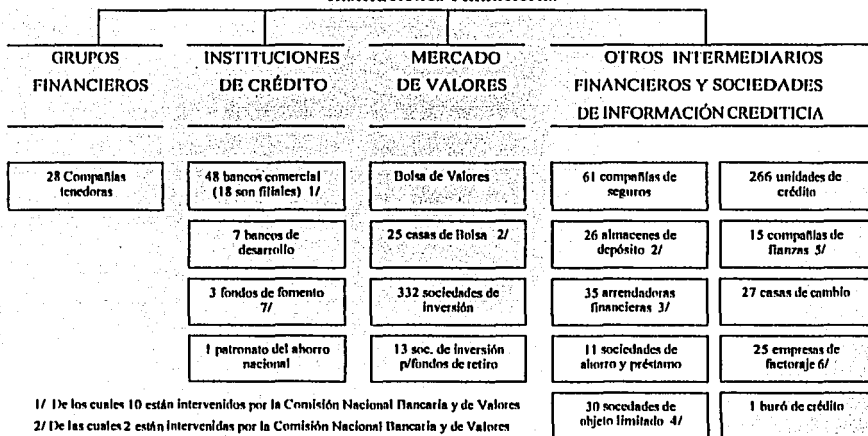 GRUPOS
FINANCIEROS
INSTITUCIONES
DE CRÉDITO
MERCADO
DE VALORES
OTROS INTERMEDIARIOS
FINANCIEROS Y SOCIEDADES
DE INFORMACIÓN CREDITICIA
28 Compañías
tenedoras
48 bancos comercial
(18 son filiales) 1/
7 bancos de
desarrollo
3 fondos de fomento
7/
1 patronato del ahorro
nacional
Bolsa de Valores
25 casas de Bolsa 2/
332 sociedades de
inversión
13 soc. de inversión
p/fondos de retiro
61 compañías de
seguros
26 almacenes de
depósito 2/
35 arrendadoras
financieras 3/
11 sociedades de
ahorro y préstamo
30 socedades de
objeto limitado 4/
266 unidades de
crédito
15 compañías de
fianzas 5/
27 casas de cambio
25 empresas de
factoraje 6/
1 buró de crédito
1/ De los cuales 10 están intervenidos por la Comisión Nacional Bancaria y de Valores
2/ De las cuales 2 están intervenidas por la Comisión Nacional Bancaria y de Valores